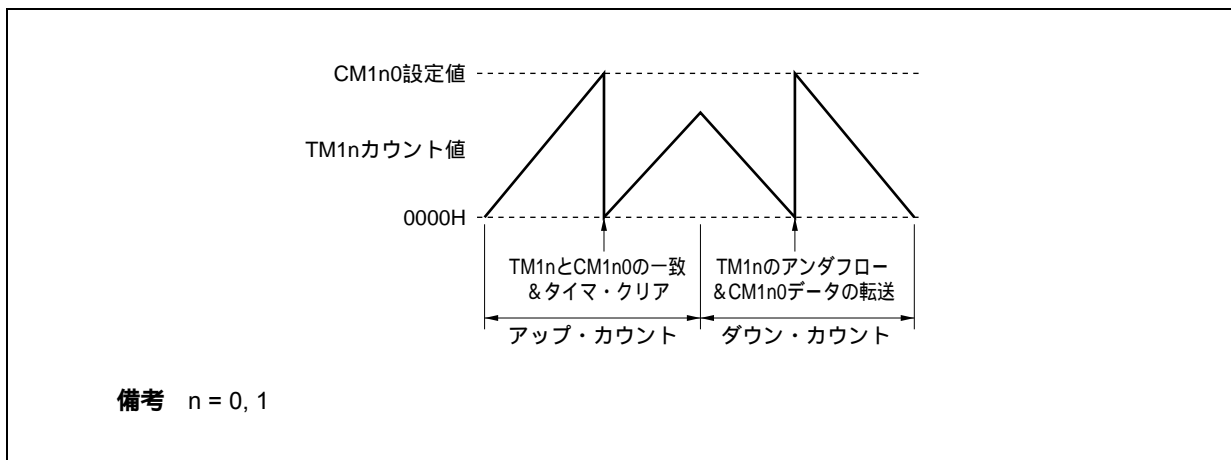 CM1n0設定値
TM1nカウント値
0000H
TM1nとCM1n0の一致
＆タイマ・クリア
TM1nのアンダフロー
＆CM1n0データの転送
アップ・カウント
ダウン・カウント
備考 n = 0, 1